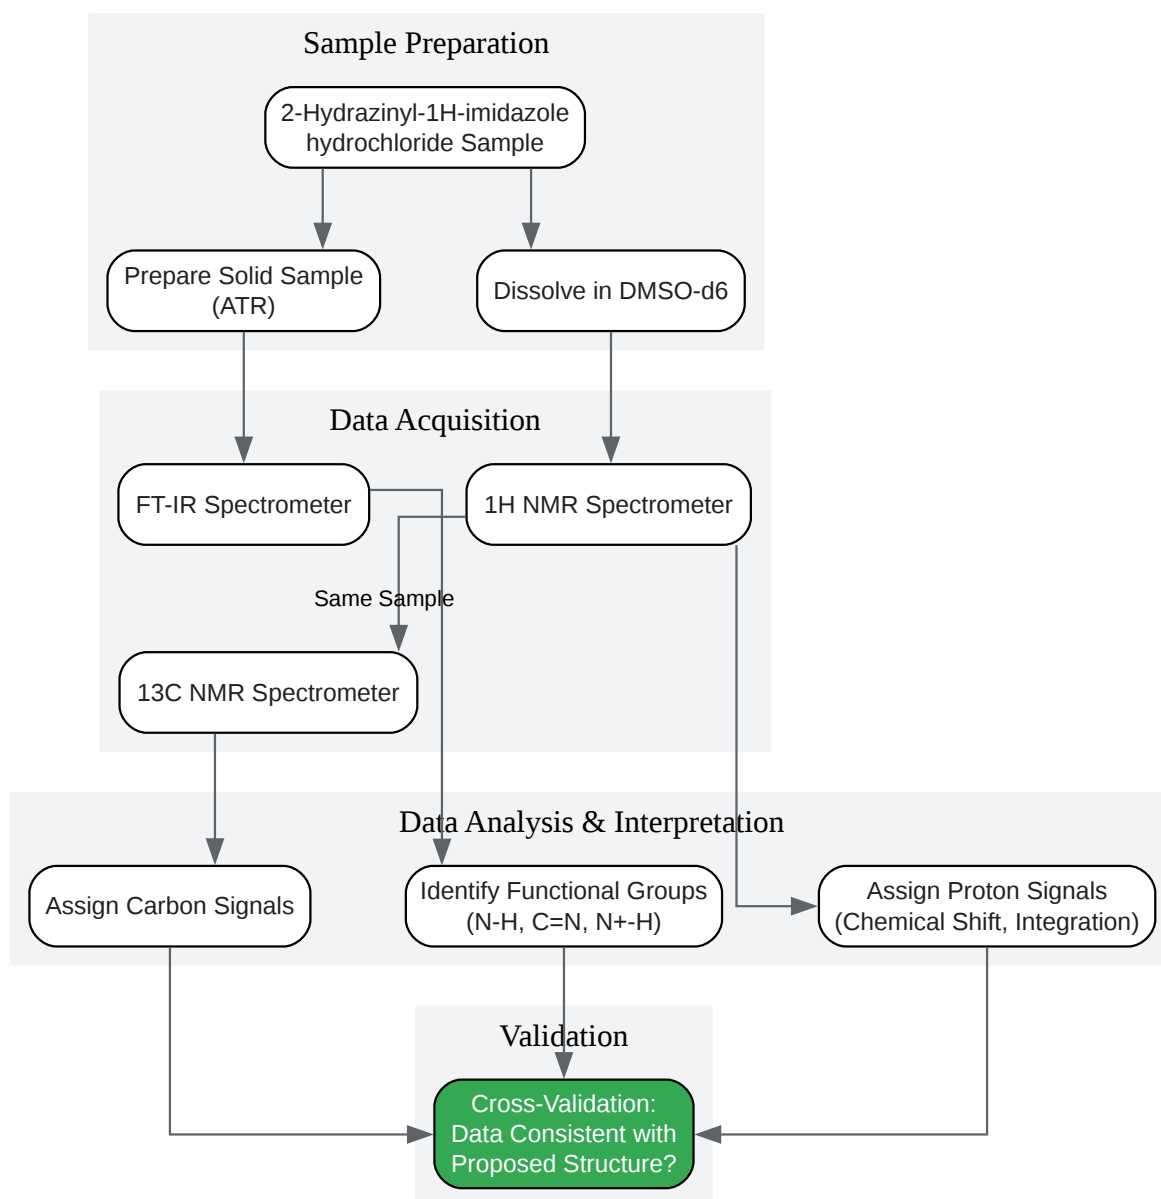 Sample Preparation
2-Hydrazinyl-1H-imidazole
hydrochloride Sample
Prepare Solid Sample
(ATR)
Dissolve in DMSO-d6
Data Acquisition
FT-IR Spectrometer
1H NMR Spectrometer
Same Sample
13C NMR Spectrometer
Data Analysis & Interpretation
Assign Carbon Signals
Identify Functional Groups
(N-H, C=N, N+-H)
Assign Proton Signals
(Chemical Shift, Integration)
Validation
Cross-Validation:
Data Consistent with
Proposed Structure?